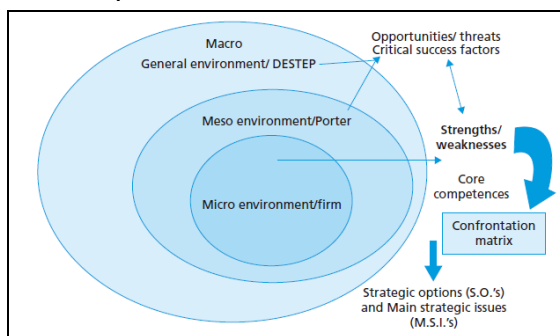 Macro
General environment/ DESTEP
Meso environment/Porter
Micro environment/firm
Opportunities/ threats
Critical success factors
Strengths/
weaknesses
Core
competences
Confrontation
matrix
Strategic options (S.O.'s)
and Main strategic issues
(M.S.I.'s)